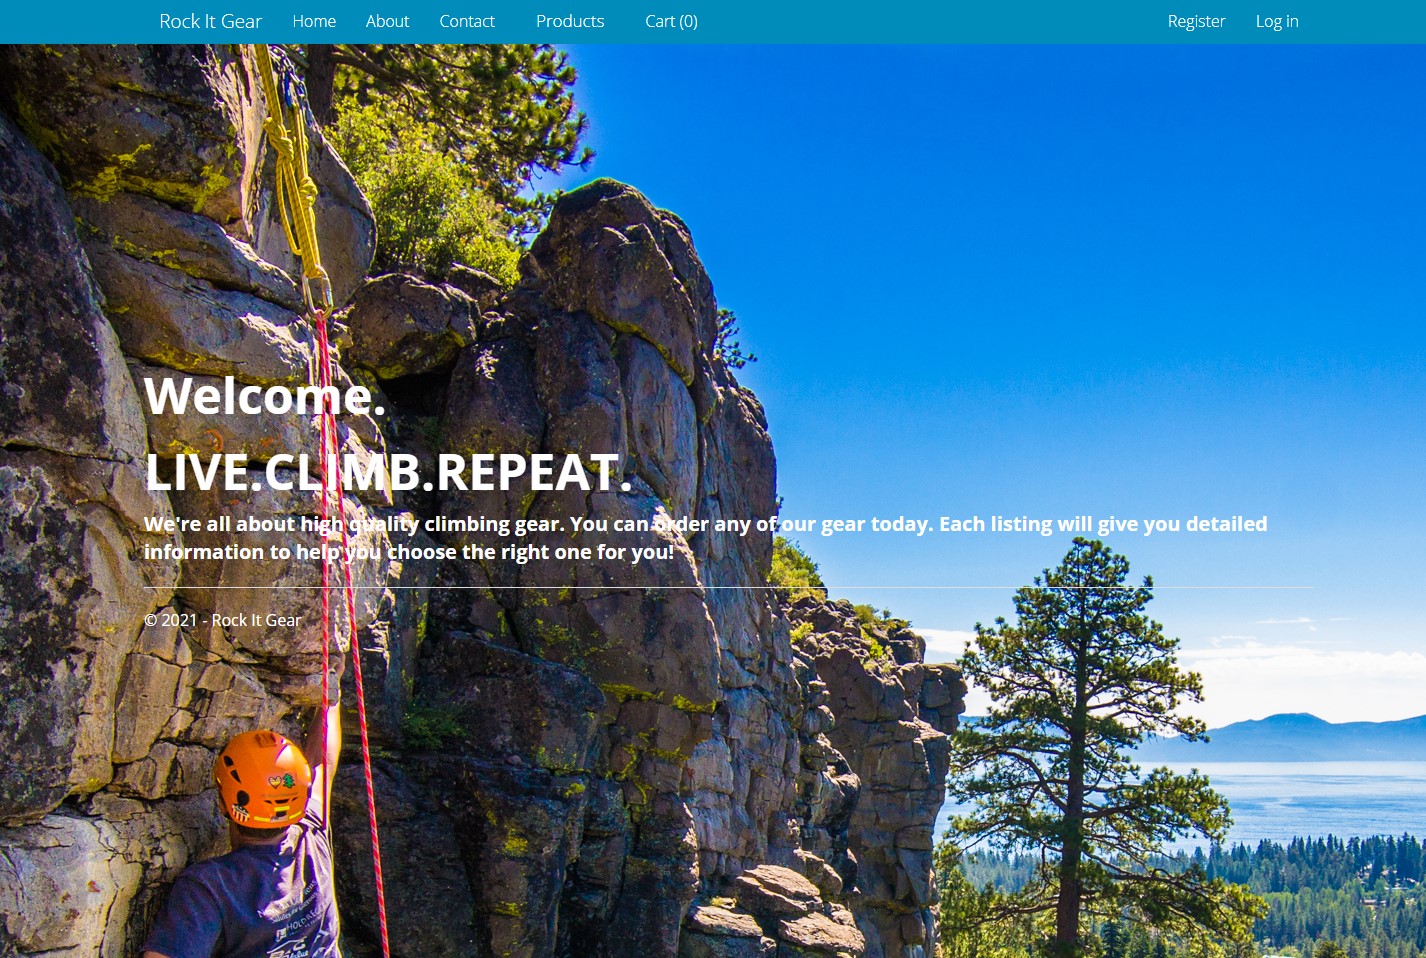 Rock It Gear Home About Contact Products Cart (0) Register Log in
Welcome.
LIVE.CLIMB.REPEAT.
We're all about high quality climbing gear. You can order any of our gear today. Each listing will give you detailed
information to help you choose the right one for you!
© 2021 - Rock It Gear